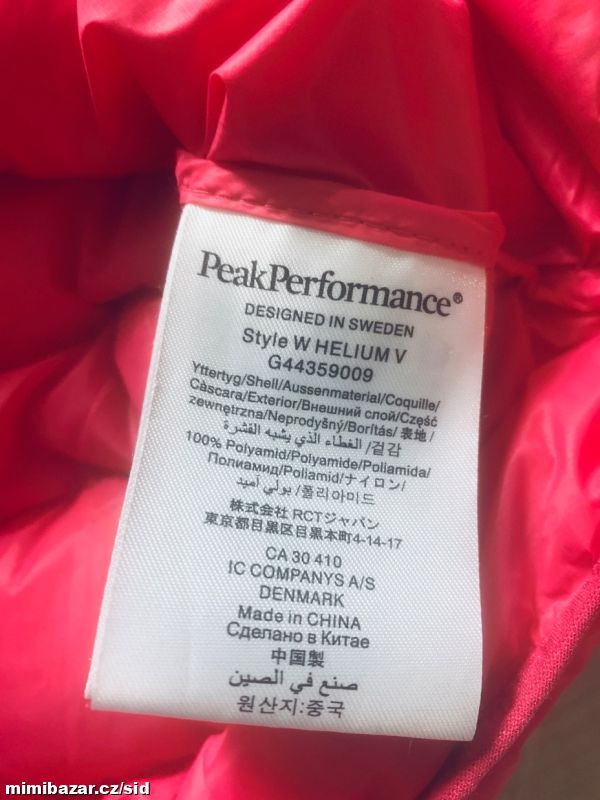 PeakPerformance®
DESIGNED IN SWEDEN
Style W HELIUM V
G44359009
Yttertyg/Shell/Aussenmaterial/Coquille/
Càscara/Exterior/Внешний слой/Część
zewnętrzna/Neprodyšný/Borítás/ 表地 /
الغطاء الذي يشبه القشرة /겉감
100% Polyamid/Polyamide/Poliamida/
Полиамид/Poliamid/ナイロン/
بولي أميد /폴리아미드
株式会社 RCTジャパン
東京都目黒区目黒本町4-14-17
CA 30 410
IC COMPANYS A/S
DENMARK
Made in CHINA
Сделано в Китае
中国製
صنع في الصين
원산지:중국
mimibazar.cz/sid